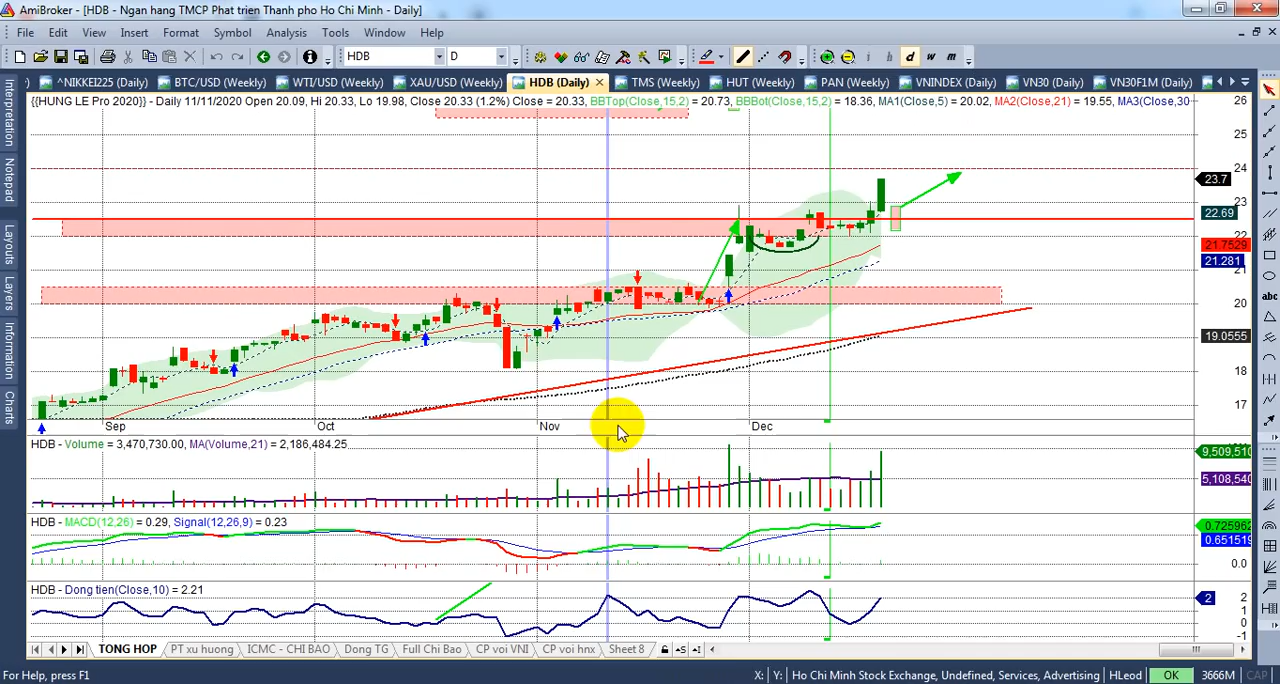 AmiBroker - [HDB - Ngan hang TMCP Phat trien Thanh pho Ho Chi Minh - Daily]
File Edit View Insert Format Symbol Analysis Tools Window Help
HDB D i h d w m
^NIKKEI225 (Daily) BTC/USD (Weekly) WTI/USD (Weekly) XAU/USD (Weekly) HDB (Daily) TMS (Weekly) HUT (Weekly) PAN (Weekly) VNINDEX (Daily) VN30 (Daily) VN30F1M (Daily)
{{HUNG LE Pro 2020}} - Daily 11/11/2020 Open 20.09, Hi 20.33, Lo 19.98, Close 20.33 (1.2%) Close = 20.33, BBTop(Close,15,2) = 20.73, BBBot(Close,15,2) = 18.36, MA1(Close,5) = 20.02, MA2(Close,21) = 19.55, MA3(Close,30
Interpretation
Notepad
Layouts
Layers
Information
Charts
abc
26
25
24
23.7
23
22.69
22
21.7529
21.281
21
20
19.0555
18
17
Sep Oct Nov Dec
HDB - Volume = 3,470,730.00, MA(Volume,21) = 2,186,484.25
9,509,510
5,108,540
HDB - MACD(12,26) = 0.29, Signal(12,26,9) = 0.23
0.725962
0.651519
0.0
HDB - Dong tien(Close,10) = 2.21
2
2
1
0
-1
TONG HOP PT xu huong ICMC - CHI BAO Dong TG Full Chi Bao CP voi VNI CP voi hnx Sheet 8
For Help, press F1 X: Y: Ho Chi Minh Stock Exchange, Undefined, Services, Advertising HLeod OK 3666M CAP